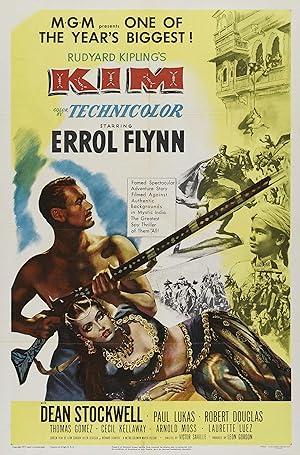 M-G-M presents ONE OF
THE YEAR'S BIGGEST!
RUDYARD KIPLING'S
KIM
COLOR BY TECHNICOLOR
STARRING
ERROL FLYNN
Famed Spectacular
Adventure Story
Filmed Against
Authentic
Backgrounds
in Mystic India
The Greatest
Spy Thriller
of Them All!
DEAN STOCKWELL · PAUL LUKAS · ROBERT DOUGLAS
THOMAS GOMEZ · CECIL KELLAWAY · ARNOLD MOSS · LAURETTE LUEZ
DIRECTED BY VICTOR SAVILLE PRODUCED BY LEON GORDON